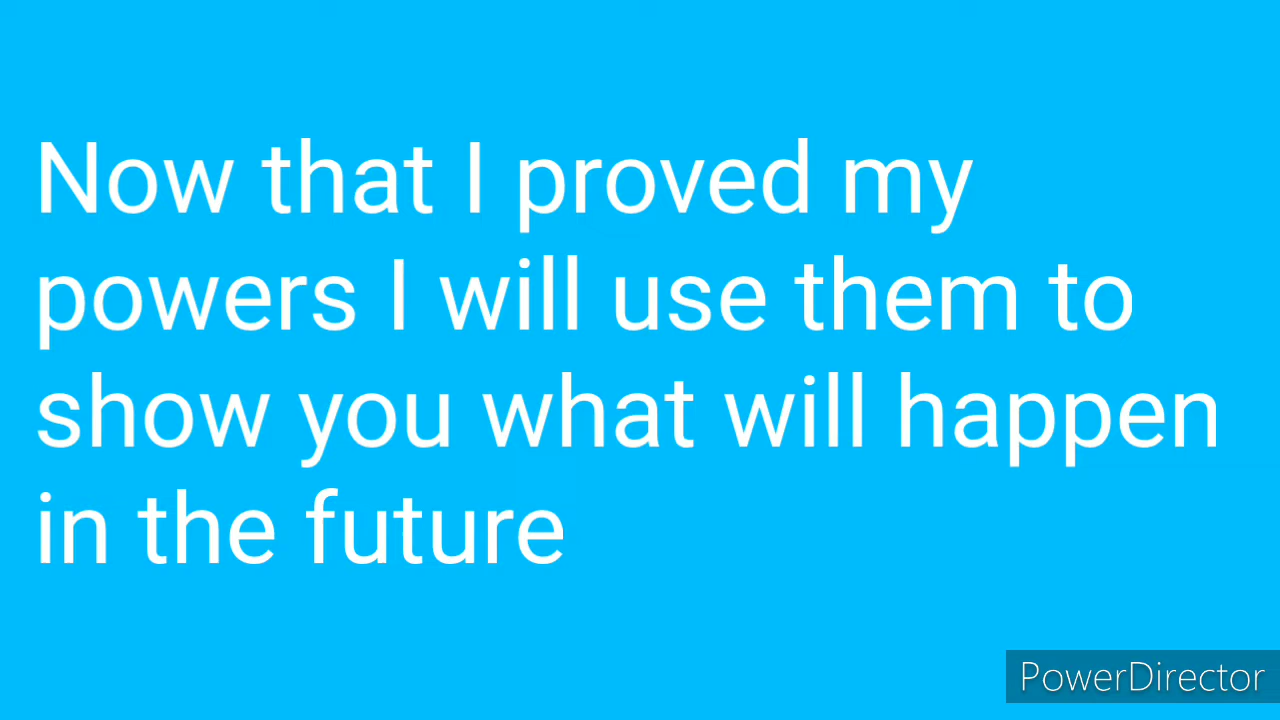 Now that I proved my
powers I will use them to
show you what will happen
in the future
PowerDirector